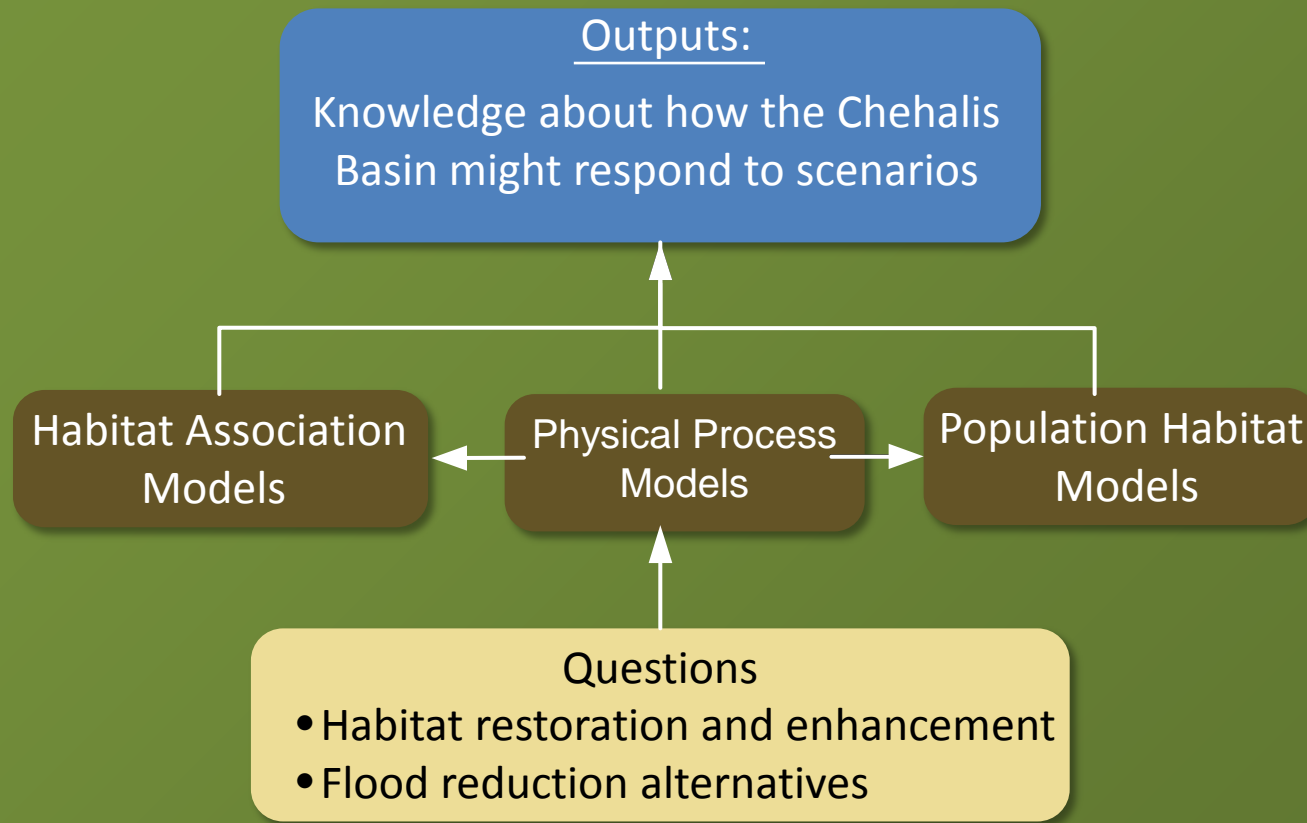 Outputs:
Knowledge about how the Chehalis
Basin might respond to scenarios
Habitat Association
Models
Physical Process
Models
Population Habitat
Models
Questions
•Habitat restoration and enhancement
•Flood reduction alternatives